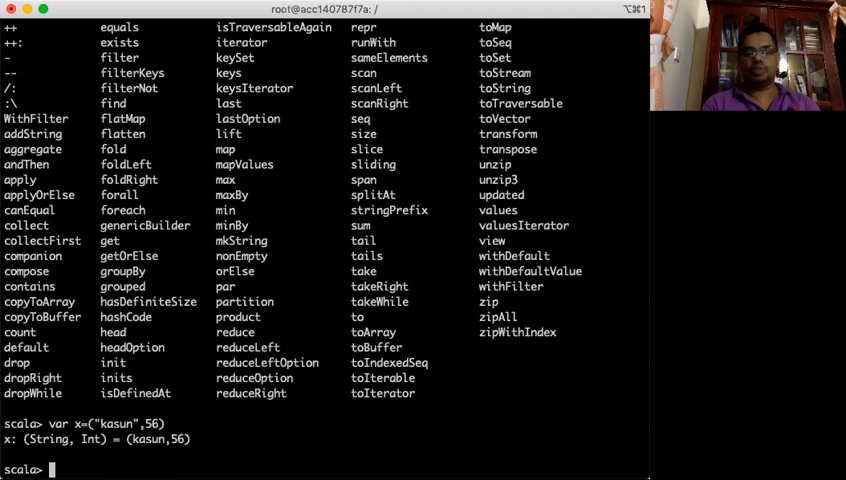 root@acc140787f7a: /
⌥⌘1
++ equals isTraversableAgain repr toMap
++: exists iterator runWith toSeq
- filter keySet sameElements toSet
-- filterKeys keys scan toStream
/: filterNot keysIterator scanLeft toString
:\ find last scanRight toTraversable
WithFilter flatMap lastOption seq toVector
addString flatten lift size transform
aggregate fold map slice transpose
andThen foldLeft mapValues sliding unzip
apply foldRight max span unzip3
applyOrElse forall maxBy splitAt updated
canEqual foreach min stringPrefix values
collect genericBuilder minBy sum valuesIterator
collectFirst get mkString tail view
companion getOrElse nonEmpty tails withDefault
compose groupBy orElse take withDefaultValue
contains grouped par takeRight withFilter
copyToArray hasDefiniteSize partition takeWhile zip
copyToBuffer hashCode product to zipAll
count head reduce toArray zipWithIndex
default headOption reduceLeft toBuffer
drop init reduceLeftOption toIndexedSeq
dropRight inits reduceOption toIterable
dropWhile isDefinedAt reduceRight toIterator
scala> var x=("kasun",56)
x: (String, Int) = (kasun,56)
scala>